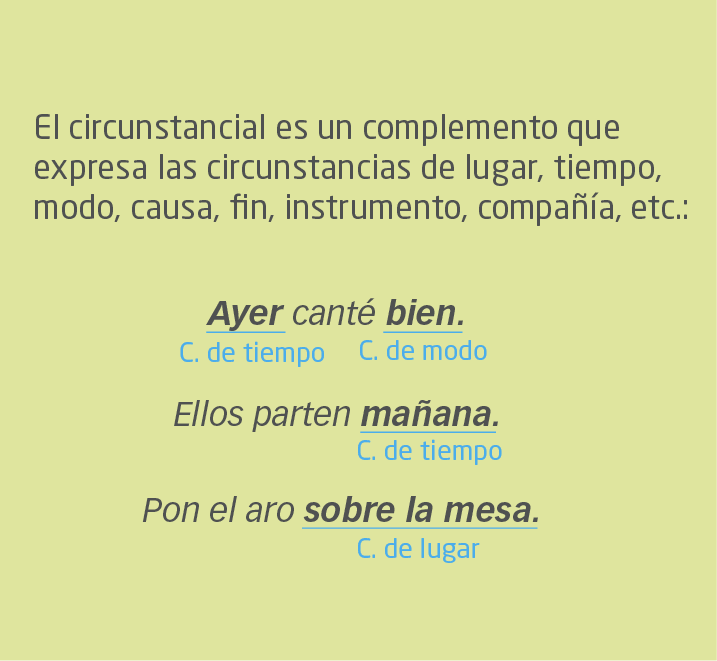 El circunstancial es un complemento que
expresa las circunstancias de lugar, tiempo,
modo, causa, fin, instrumento, compañía, etc.:
Ayer canté bien.
C. de tiempo C. de modo
Ellos parten mañana.
C. de tiempo
Pon el aro sobre la mesa.
C. de lugar